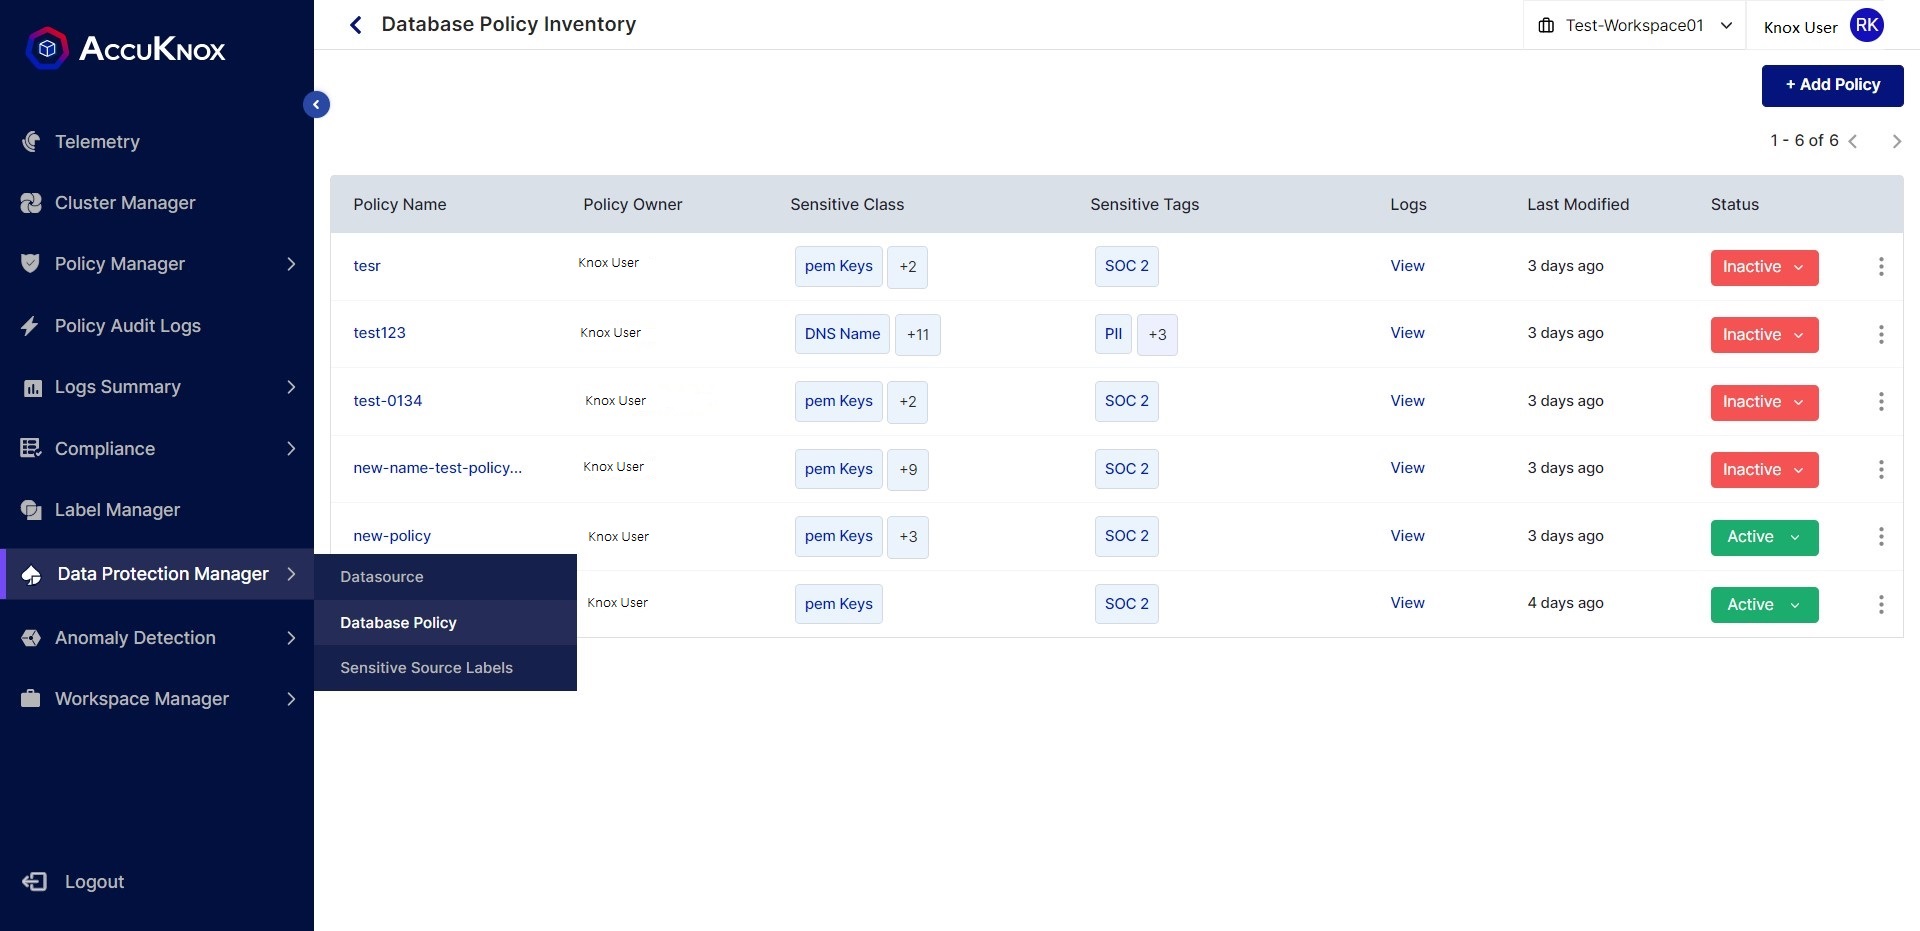 ACCUKNOX
Telemetry
Cluster Manager
Policy Manager
Policy Audit Logs
Logs Summary
Compliance
Label Manager
Data Protection Manager
Anomaly Detection
Workspace Manager
Logout
Datasource
Database Policy
Sensitive Source Labels
Database Policy Inventory
Test-Workspace01
Knox User RK
+ Add Policy
1 - 6 of 6
Policy Name Policy Owner Sensitive Class Sensitive Tags Logs Last Modified Status
tesr Knox User pem Keys +2 SOC 2 View 3 days ago Inactive
test123 Knox User DNS Name +11 PII +3 View 3 days ago Inactive
test-0134 Knox User pem Keys +2 SOC 2 View 3 days ago Inactive
new-name-test-policy... Knox User pem Keys +9 SOC 2 View 3 days ago Inactive
new-policy Knox User pem Keys +3 SOC 2 View 3 days ago Active
Knox User pem Keys SOC 2 View 4 days ago Active